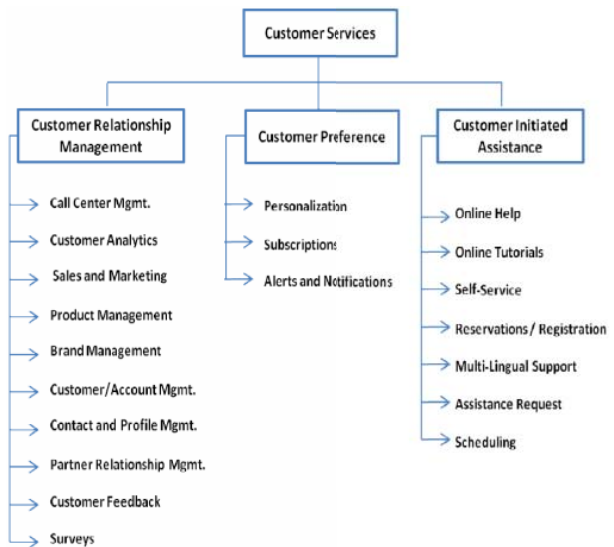 Customer Services
Customer Relationship
Management
Call Center Mgmt.
Customer Analytics
Sales and Marketing
Product Management
Brand Management
Customer/Account Mgmt.
Contact and Profile Mgmt.
Partner Relationship Mgmt.
Customer Feedback
Surveys
Customer Preference
Personalization
Subscriptions
Alerts and Notifications
Customer Initiated
Assistance
Online Help
Online Tutorials
Self-Service
Reservations / Registration
Multi-Lingual Support
Assistance Request
Scheduling